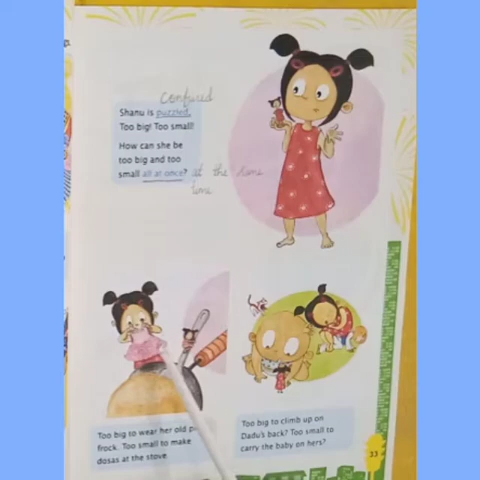 confused
Shanu is puzzled.
Too big! Too small!
How can she be
too big and too
small all at once? at the same
time
Too big to wear her old
frock. Too small to make
dosas at the stove.
Too big to climb up on
Dadu's back? Too small to
carry the baby on hers?
33